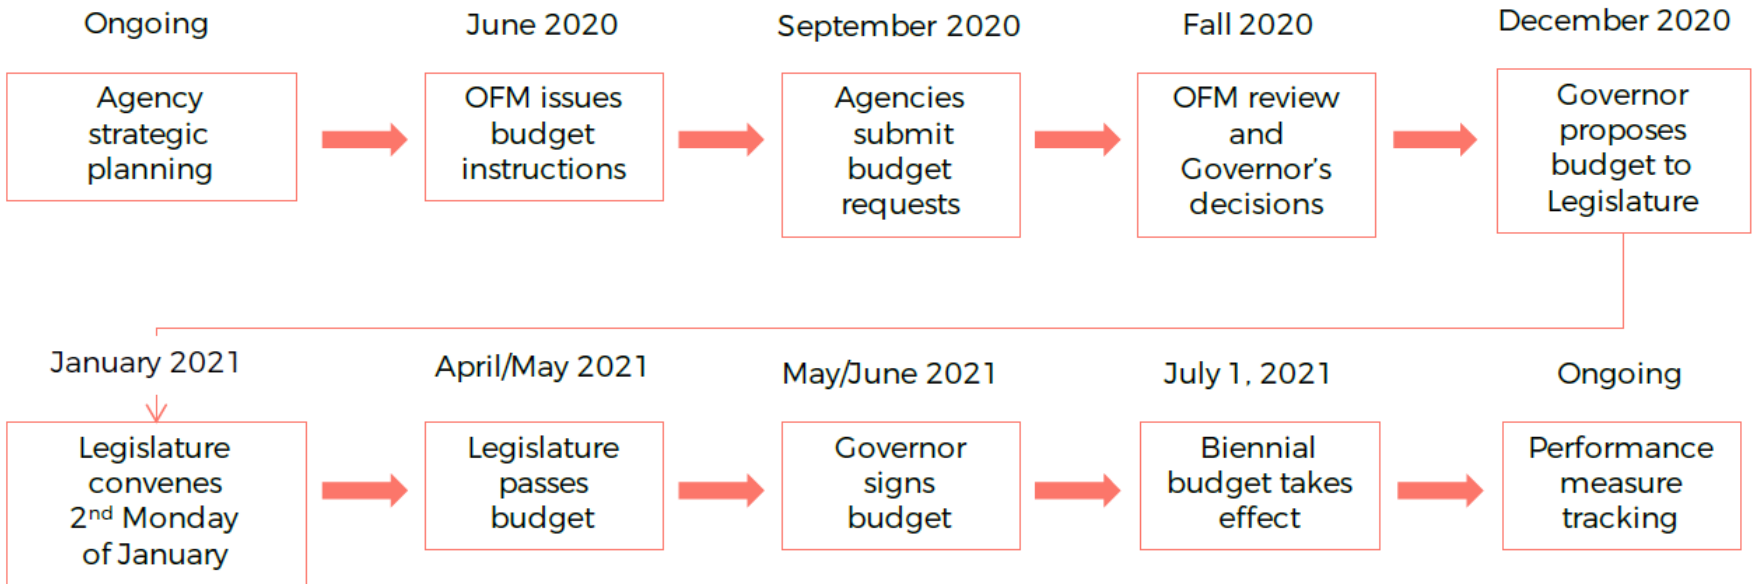 Ongoing
Agency
strategic
planning
June 2020
OFM issues
budget
instructions
September 2020
Agencies
submit
budget
requests
Fall 2020
OFM review
and
Governor’s
decisions
December 2020
Governor
proposes
budget to
Legislature
January 2021
Legislature
convenes
2nd Monday
of January
April/May 2021
Legislature
passes
budget
May/June 2021
Governor
signs
budget
July 1, 2021
Biennial
budget takes
effect
Ongoing
Performance
measure
tracking